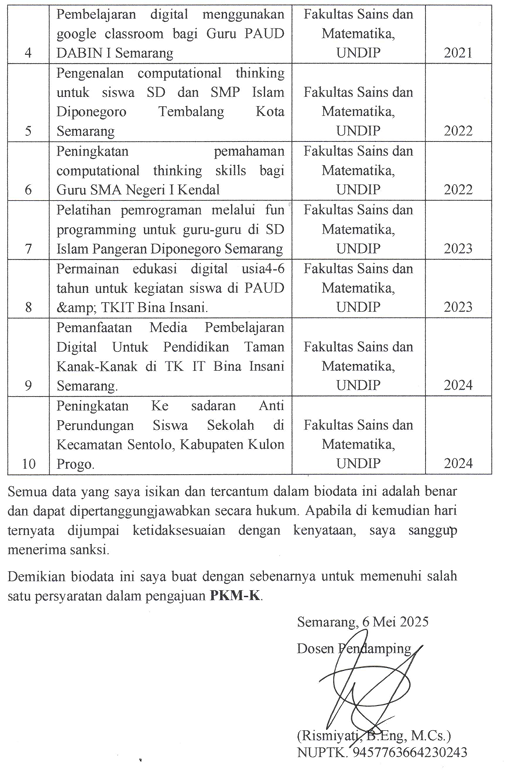 4 Pembelajaran digital menggunakan google classroom bagi Guru PAUD DABIN I Semarang Fakultas Sains dan Matematika, UNDIP 2021
5 Pengenalan computational thinking untuk siswa SD dan SMP Islam Diponegoro Tembalang Kota Semarang Fakultas Sains dan Matematika, UNDIP 2022
6 Peningkatan pemahaman computational thinking skills bagi Guru SMA Negeri I Kendal Fakultas Sains dan Matematika, UNDIP 2022
7 Pelatihan pemrograman melalui fun programming untuk guru-guru di SD Islam Pangeran Diponegoro Semarang Fakultas Sains dan Matematika, UNDIP 2023
8 Permainan edukasi digital usia4-6 tahun untuk kegiatan siswa di PAUD &amp; TKIT Bina Insani. Fakultas Sains dan Matematika, UNDIP 2023
9 Pemanfaatan Media Pembelajaran Digital Untuk Pendidikan Taman Kanak-Kanak di TK IT Bina Insani Semarang. Fakultas Sains dan Matematika, UNDIP 2024
10 Peningkatan Ke sadaran Anti Perundungan Siswa Sekolah di Kecamatan Sentolo, Kabupaten Kulon Progo. Fakultas Sains dan Matematika, UNDIP 2024
Semua data yang saya isikan dan tercantum dalam biodata ini adalah benar
dan dapat dipertanggungjawabkan secara hukum. Apabila di kemudian hari
ternyata dijumpai ketidaksesuaian dengan kenyataan, saya sanggup
menerima sanksi.
Demikian biodata ini saya buat dengan sebenarnya untuk memenuhi salah
satu persyaratan dalam pengajuan PKM-K.
Semarang, 6 Mei 2025
Dosen Pendamping
(Rismiyati, B.Eng, M.Cs.)
NUPTK. 9457763664230243